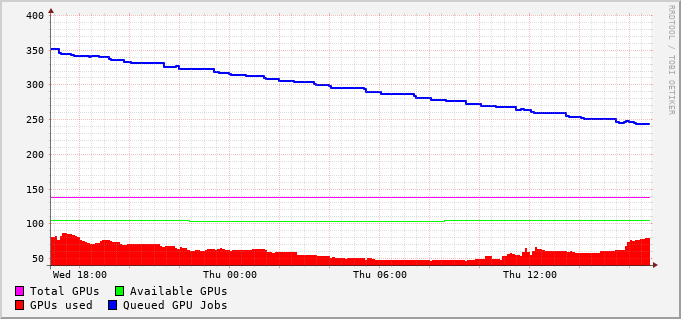 400
350
300
250
200
150
100
50
Wed 18:00 Thu 00:00 Thu 06:00 Thu 12:00
Total GPUs Available GPUs
GPUs used Queued GPU Jobs
RRDTOOL / TOBI OETIKER